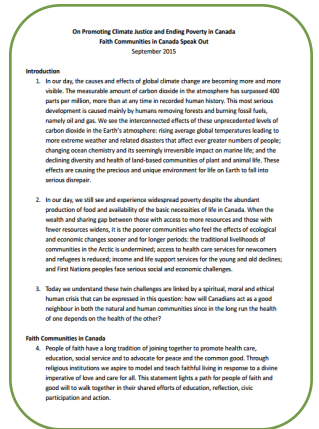 On Promoting Climate Justice and Ending Poverty in Canada
Faith Communities in Canada Speak Out
September 2015
Introduction
1. In our day, the causes and effects of global climate change are becoming more and more
visible. The measurable amount of carbon dioxide in the atmosphere has surpassed 400
parts per million, more than at any time in recorded human history. This most serious
development is caused mainly by humans removing forests and burning fossil fuels,
namely oil and gas. We see the interconnected effects of these unprecedented levels of
carbon dioxide in the Earth's atmosphere: rising average global temperatures leading to
more extreme weather and related disasters that affect ever greater numbers of people;
changing ocean chemistry and its seemingly irreversible impact on marine life; and the
declining diversity and health of land-based communities of plant and animal life. These
effects are causing the precious and unique environment for life on Earth to fall into
serious disrepair.
2. In our day, we still see and experience widespread poverty despite the abundant
production of food and availability of the basic necessities of life in Canada. When the
wealth and sharing gap between those with access to more resources and those with
fewer resources widens, it is the poorer communities who feel the effects of ecological
and economic changes sooner and for longer periods: the traditional livelihoods of
communities in the Arctic is undermined; access to health care services for newcomers
and refugees is reduced; income and life support services for the young and old declines;
and First Nations peoples face serious social and economic challenges.
3. Today we understand these twin challenges are linked by a spiritual, moral and ethical
human crisis that can be expressed in this question: how will Canadians act as a good
neighbour in both the natural and human communities since in the long run the health
of one depends on the health of the other?
Faith Communities in Canada
4. People of faith have a long tradition of joining together to promote health care,
education, social service and to advocate for peace and the common good. Through
religious institutions we aspire to model and teach faithful living in response to a divine
imperative of love and care for all. This statement lights a path for people of faith and
good will to walk together in their shared efforts of education, reflection, civic
participation and action.